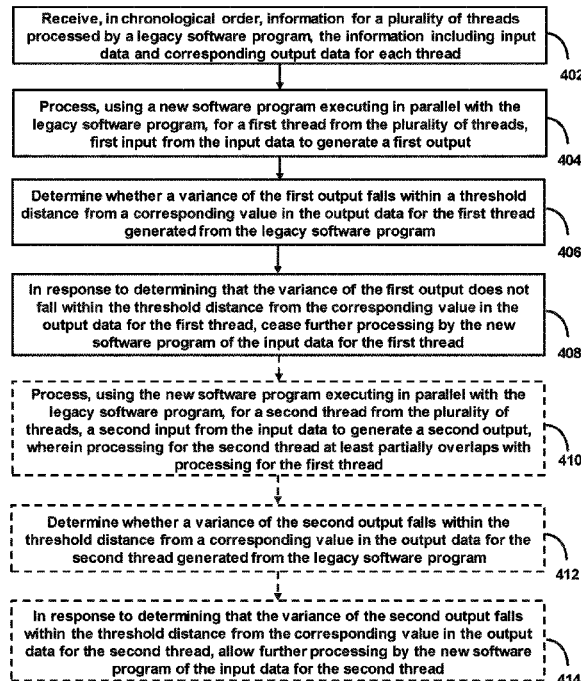 Receive, in chronological order, information for a plurality of threads
processed by a legacy software program, the information including input
data and corresponding output data for each thread
402
Process, using a new software program executing in parallel with the
legacy software program, for a first thread from the plurality of threads,
first input from the input data to generate a first output
404
Determine whether a variance of the first output falls within a threshold
distance from a corresponding value in the output data for the first thread
generated from the legacy software program
406
In response to determining that the variance of the first output does not
fall within the threshold distance from the corresponding value in the
output data for the first thread, cease further processing by the new
software program of the input data for the first thread
408
Process, using the new software program executing in parallel with the
legacy software program, for a second thread from the plurality of
threads, a second input from the input data to generate a second output,
wherein processing for the second thread at least partially overlaps with
processing for the first thread
410
Determine whether a variance of the second output falls within the
threshold distance from a corresponding value in the output data for the
second thread generated from the legacy software program
412
In response to determining that the variance of the second output falls
within the threshold distance from the corresponding value in the output
data for the second thread, allow further processing by the new software
program of the input data for the second thread
414